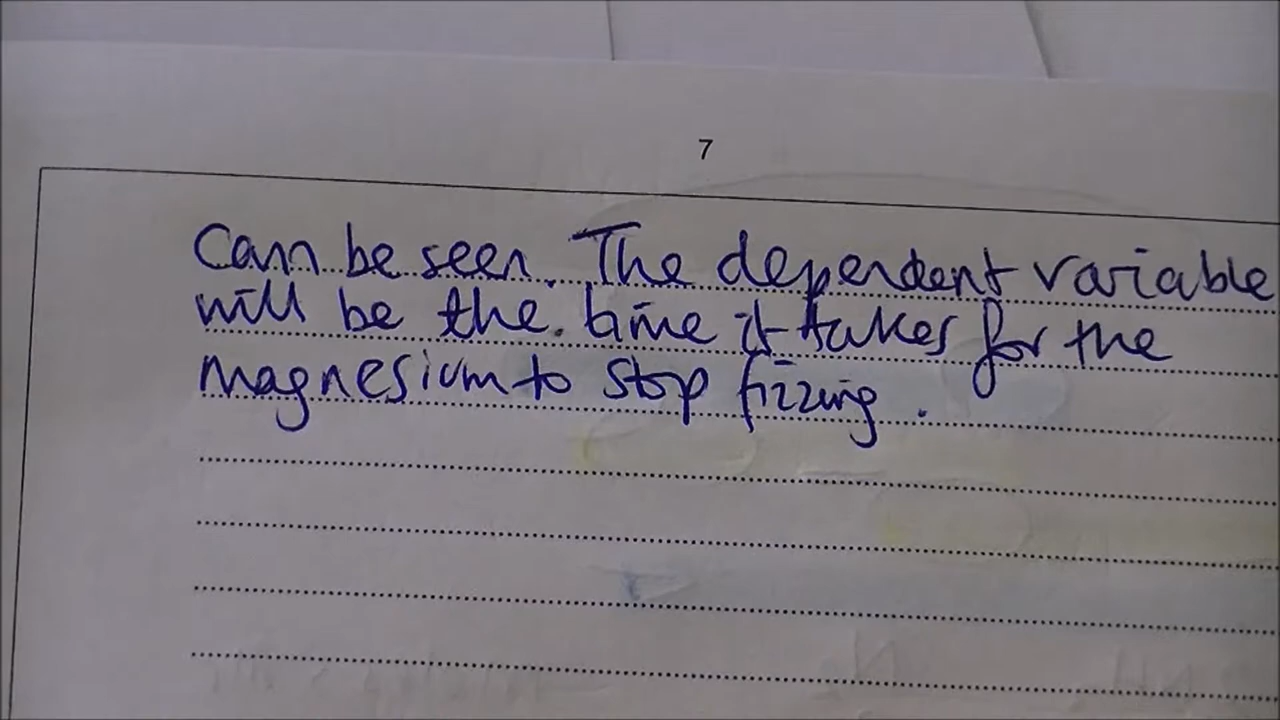 7
Can be seen. The dependent variable
will be the time it takes for the
magnesium to stop fizzing.